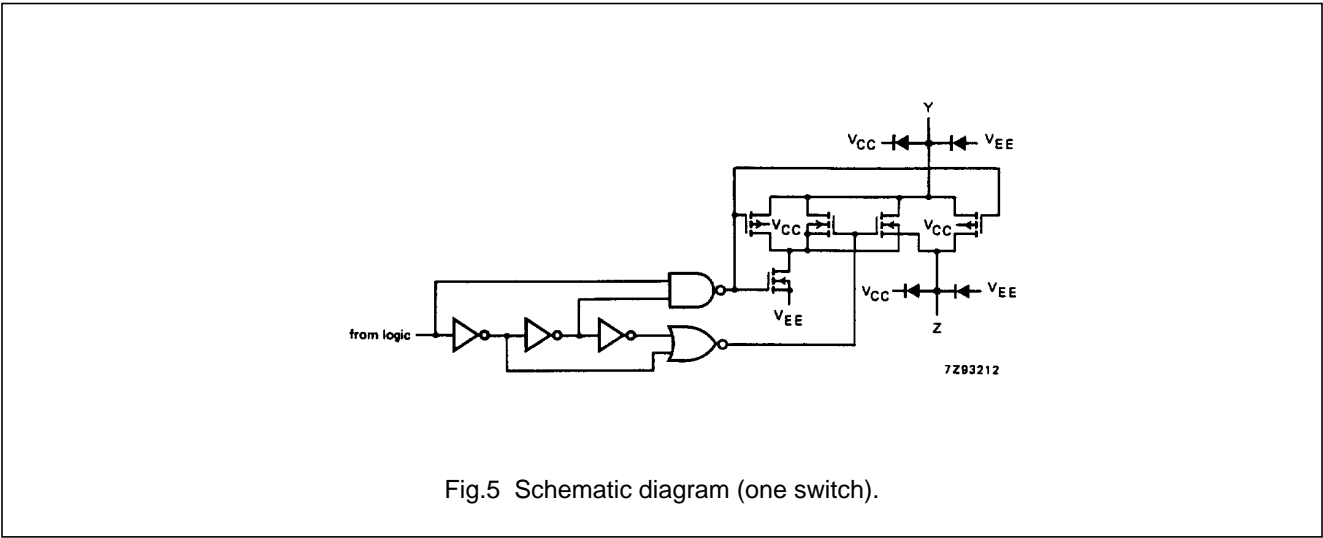 Y
VCC VEE
VCC VCC
VCC VEE
VEE
from logic
Z
7Z93212
Fig.5 Schematic diagram (one switch).